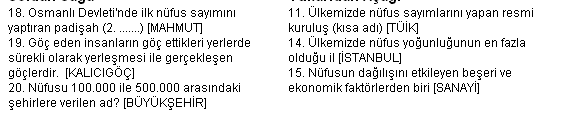 18. Osmanlı Devleti'nde ilk nüfus sayımını
yaptıran padişah (2. .......) [MAHMUT]
19. Göç eden insanların göç ettikleri yerlerde
sürekli olarak yerleşmesi ile gerçekleşen
göçlerdir. [KALICIGÖÇ]
20. Nüfusu 100.000 ile 500.000 arasındaki
şehirlere verilen ad? [BÜYÜKŞEHİR]
11. Ülkemizde nüfus sayımlarını yapan resmi
kuruluş (kısa adı) [TÜİK]
14. Ülkemizde nüfus yoğunluğunun en fazla
olduğu il [İSTANBUL]
15. Nüfusun dağılışını etkileyen beşeri ve
ekonomik faktörlerden biri [SANAYİ]